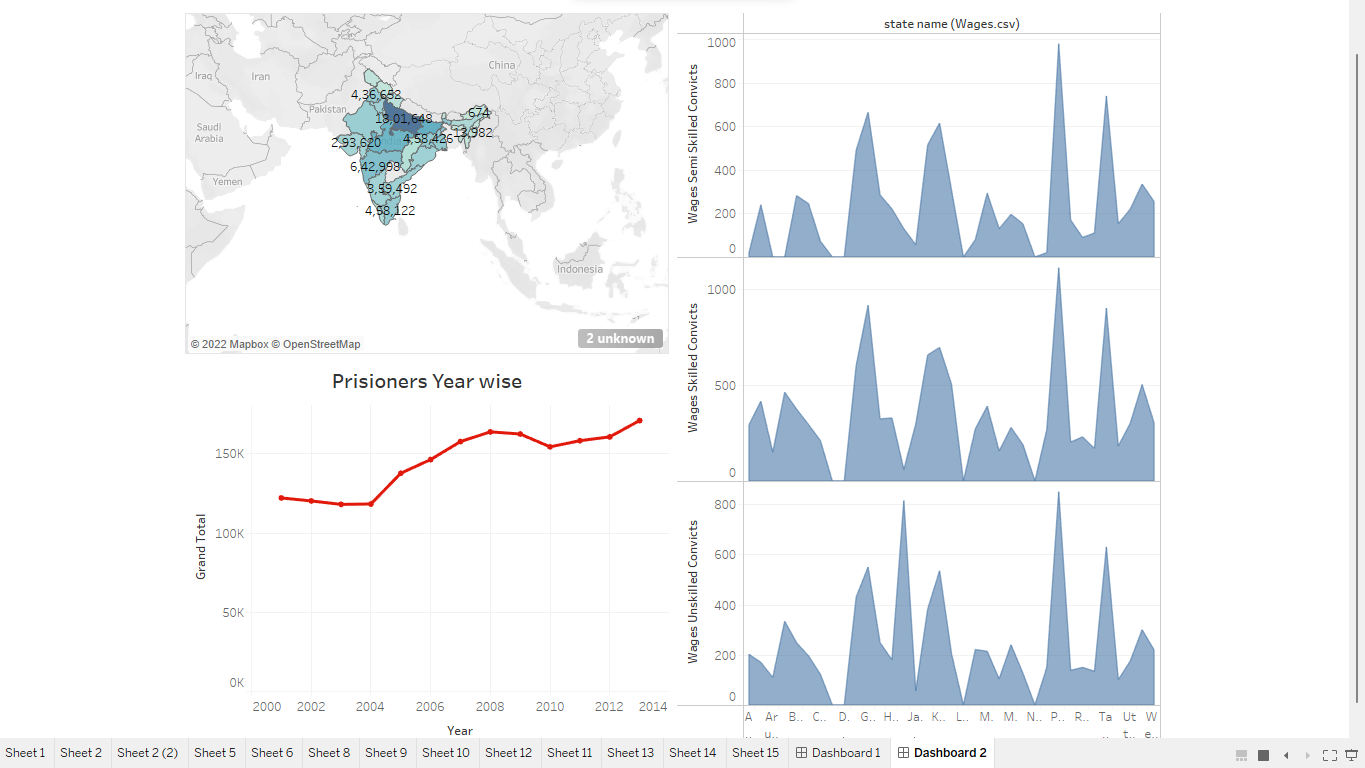 China
Iraq
Iran
4,36,652
Pakistan
674
13,01,648
Saudi
Arabia
13,982
4,59,426
2,93,620
6,42,998
Yemen
3,59,492
4,58,122
Indonesia
2 unknown
© 2022 Mapbox © OpenStreetMap
Prisioners Year wise
150K
100K
50K
0K
Grand Total
2000 2002 2004 2006 2008 2010 2012 2014
Year
state name (Wages.csv)
Wages Semi Skilled Convicts
1000
800
600
400
200
0
Wages Skilled Convicts
1000
500
0
Wages Unskilled Convicts
800
600
400
200
0
A Ar B.. C.. D. G.. H.. Ja. K.. L.. M. M. N.. P.. R.. Ta Ut W
u.. t.. e..
Sheet 1 Sheet 2 Sheet 2 (2) Sheet 5 Sheet 6 Sheet 8 Sheet 9 Sheet 10 Sheet 12 Sheet 11 Sheet 13 Sheet 14 Sheet 15 Dashboard 1 Dashboard 2